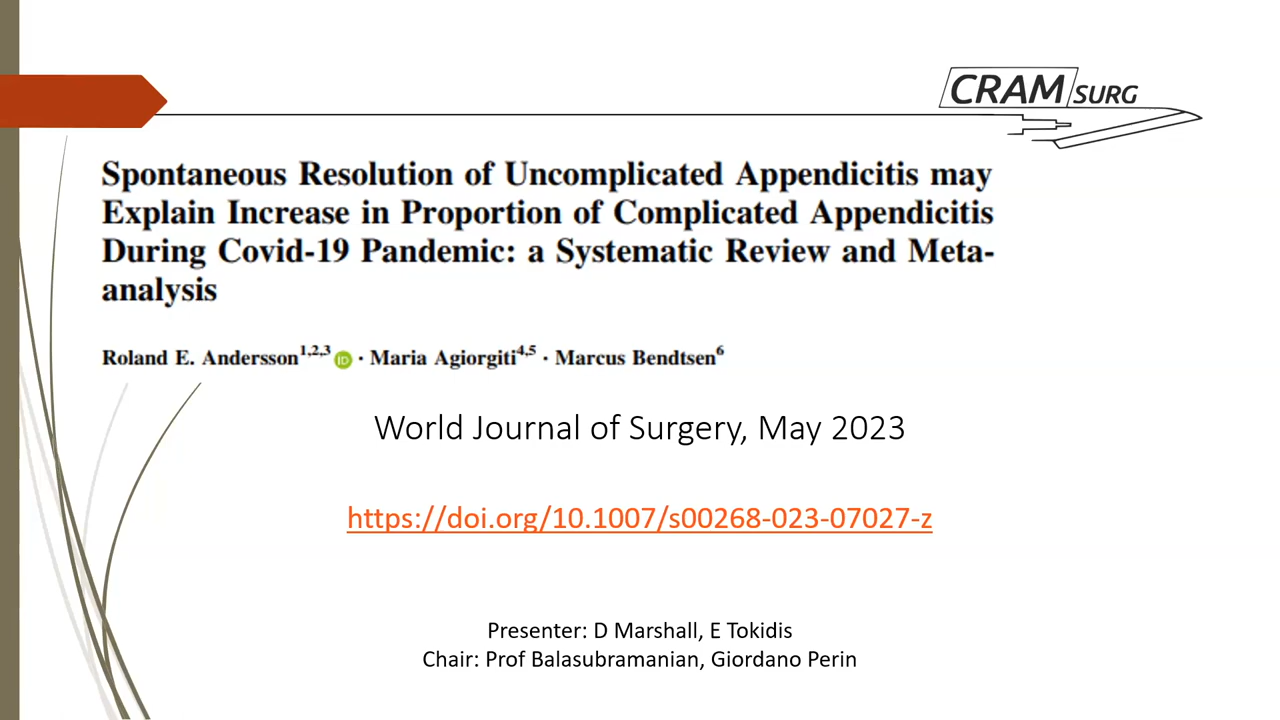 CRAM SURG
Spontaneous Resolution of Uncomplicated Appendicitis may
Explain Increase in Proportion of Complicated Appendicitis
During Covid-19 Pandemic: a Systematic Review and Meta-
analysis
Roland E. Andersson1,2,3 iD · Maria Agiorgiti4,5 · Marcus Bendtsen6
World Journal of Surgery, May 2023
https://doi.org/10.1007/s00268-023-07027-z
Presenter: D Marshall, E Tokidis
Chair: Prof Balasubramanian, Giordano Perin